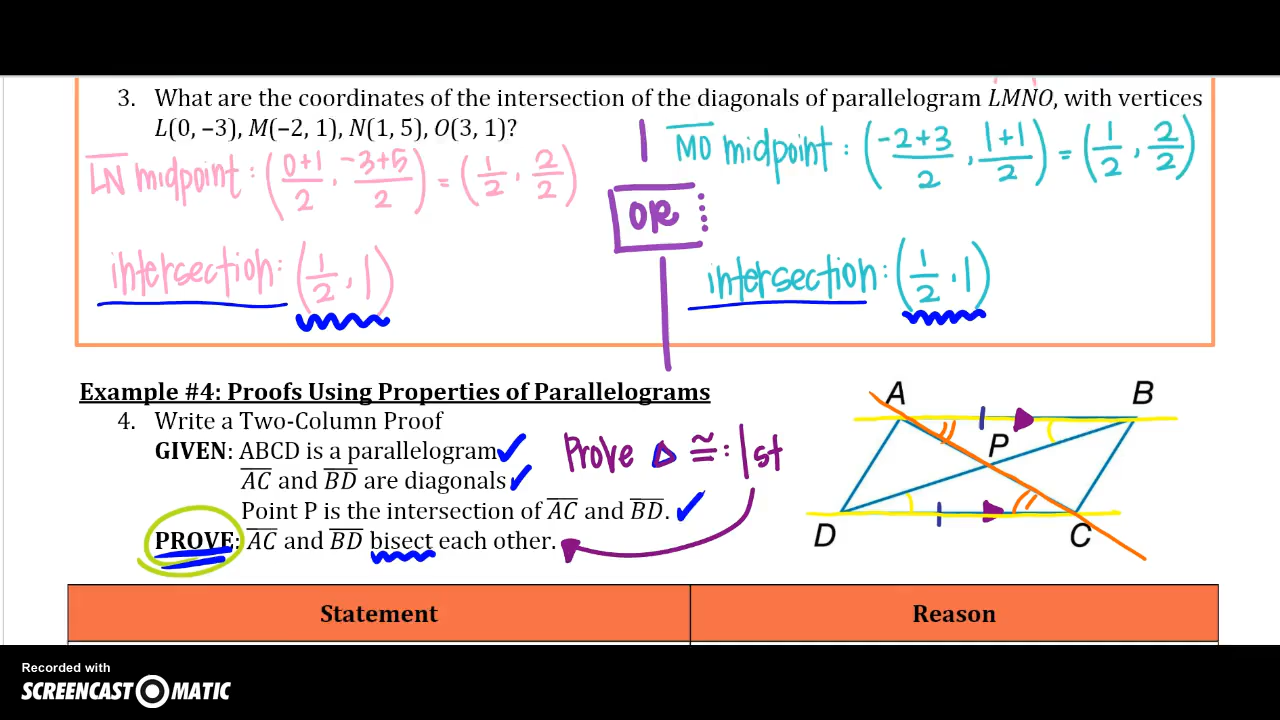 3. What are the coordinates of the intersection of the diagonals of parallelogram LMNO, with vertices
L(0, –3), M(–2, 1), N(1, 5), O(3, 1)?
LN midpoint: (0+1/2, -3+5/2) = (1/2, 2/2)
OR
MO midpoint: (-2+3/2, 1+1/2) = (1/2, 2/2)
intersection: (1/2, 1)
intersection: (1/2, 1)
Example #4: Proofs Using Properties of Parallelograms
4. Write a Two-Column Proof
GIVEN: ABCD is a parallelogram
AC and BD are diagonals
Point P is the intersection of AC and BD.
PROVE: AC and BD bisect each other.
Prove △ ≅: 1st
A
B
P
D
C
Statement
Reason
Recorded with
SCREENCAST-O-MATIC